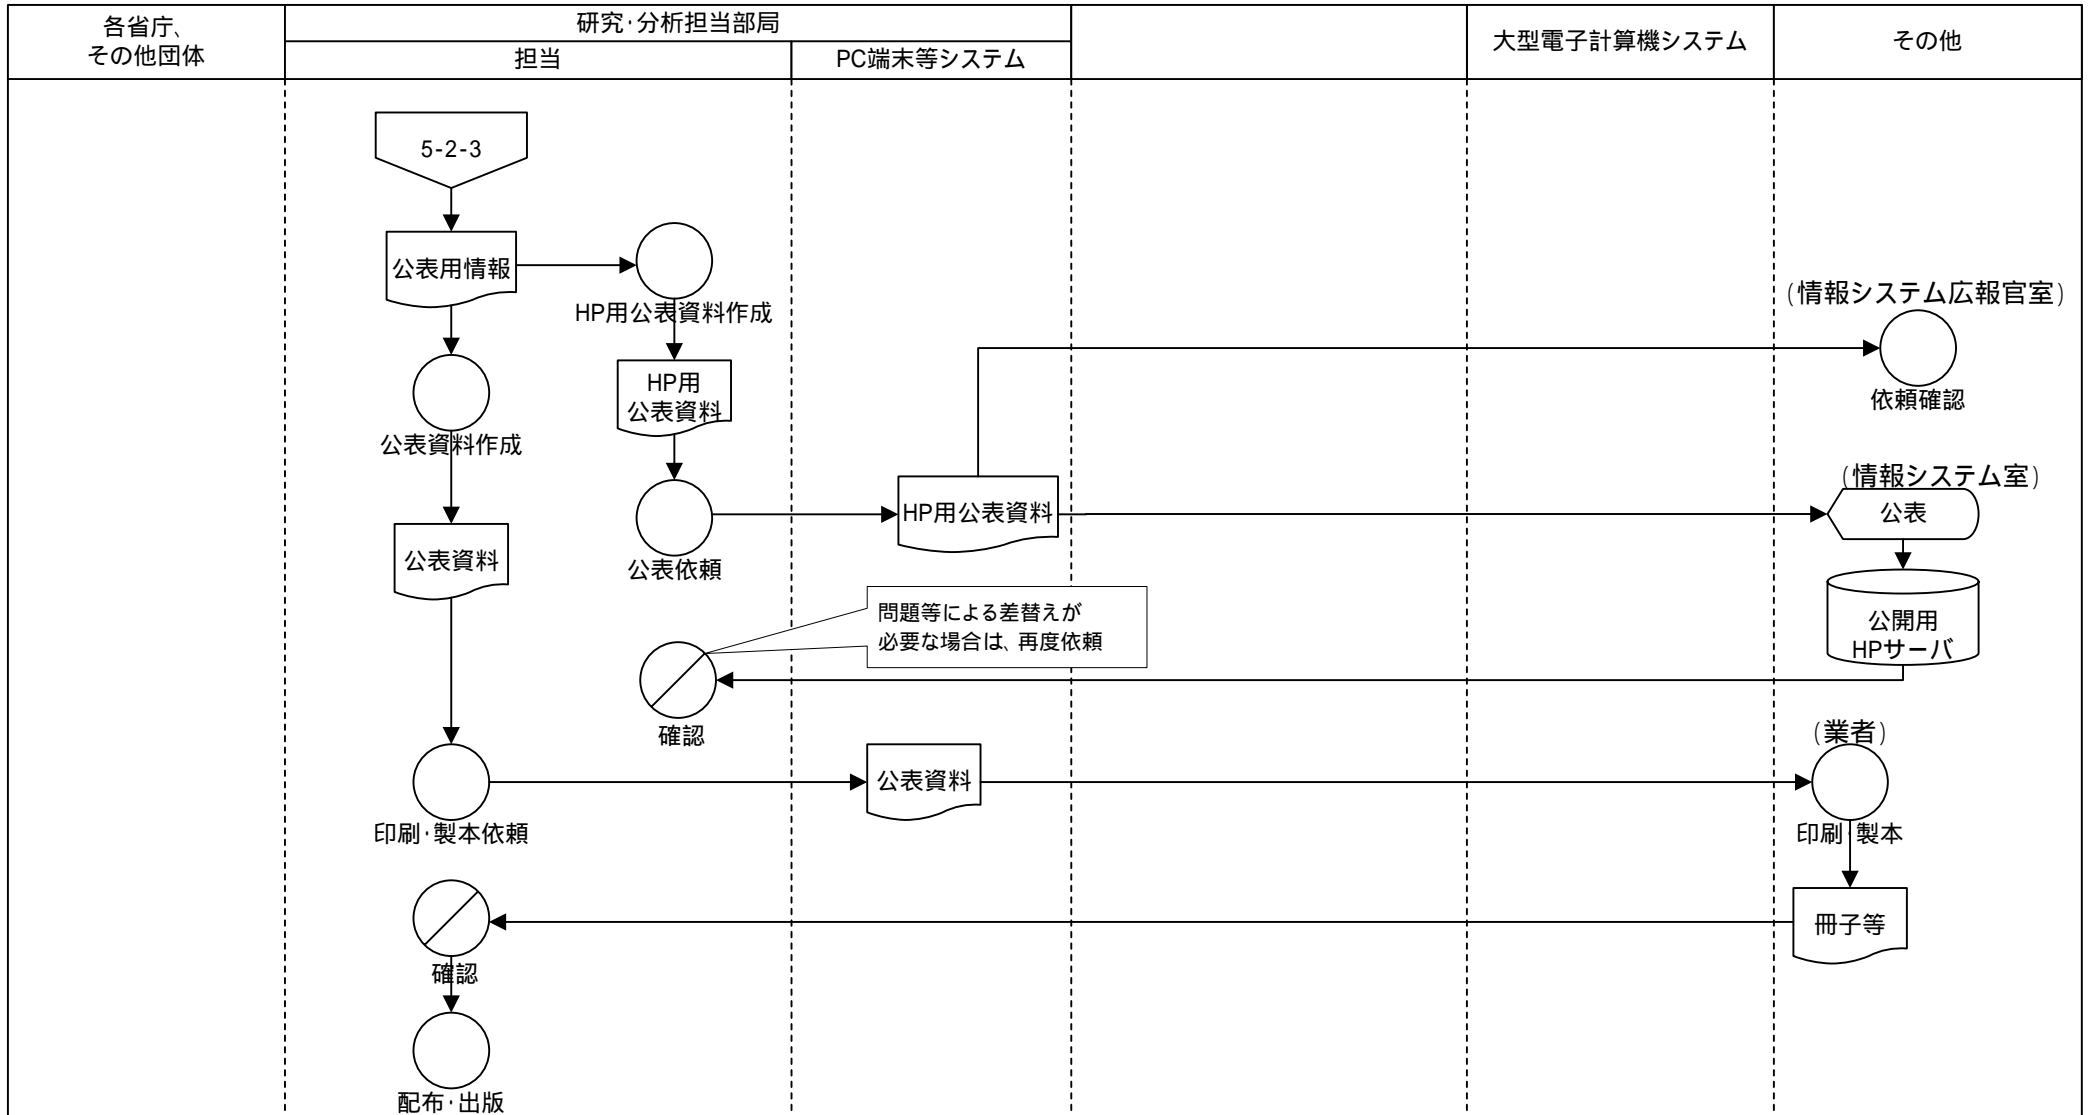 各省庁、
その他団体
研究･分析担当部局
担当
PC端末等システム
大型電子計算機システム
その他
5-2-3
公表用情報
HP用公表資料作成
(情報システム広報官室)
HP用
公表資料
依頼確認
公表資料作成
(情報システム室)
HP用公表資料
公表
公表資料
公表依頼
問題等による差替えが
必要な場合は、再度依頼
公開用
HPサーバ
確認
(業者)
公表資料
印刷･製本依頼
印刷･製本
冊子等
確認
配布･出版